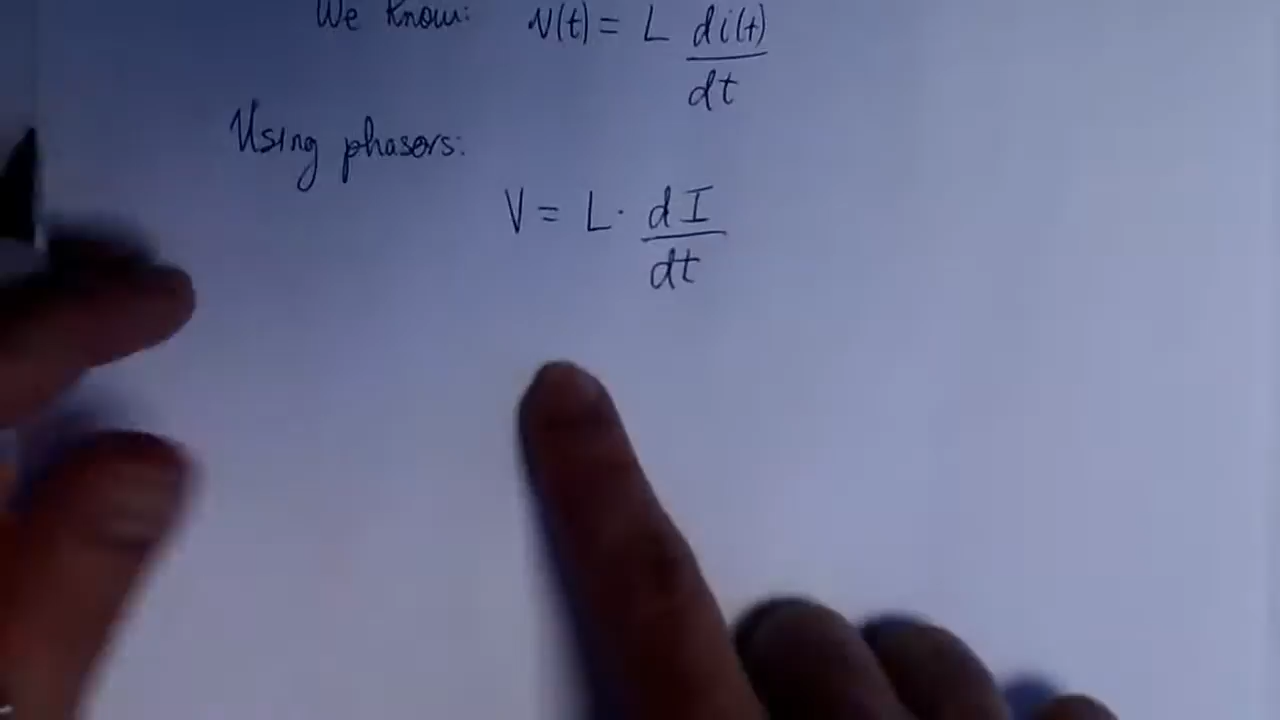 We Know: v(t) = L di(t)/dt
Using phasors:
V = L · dI/dt